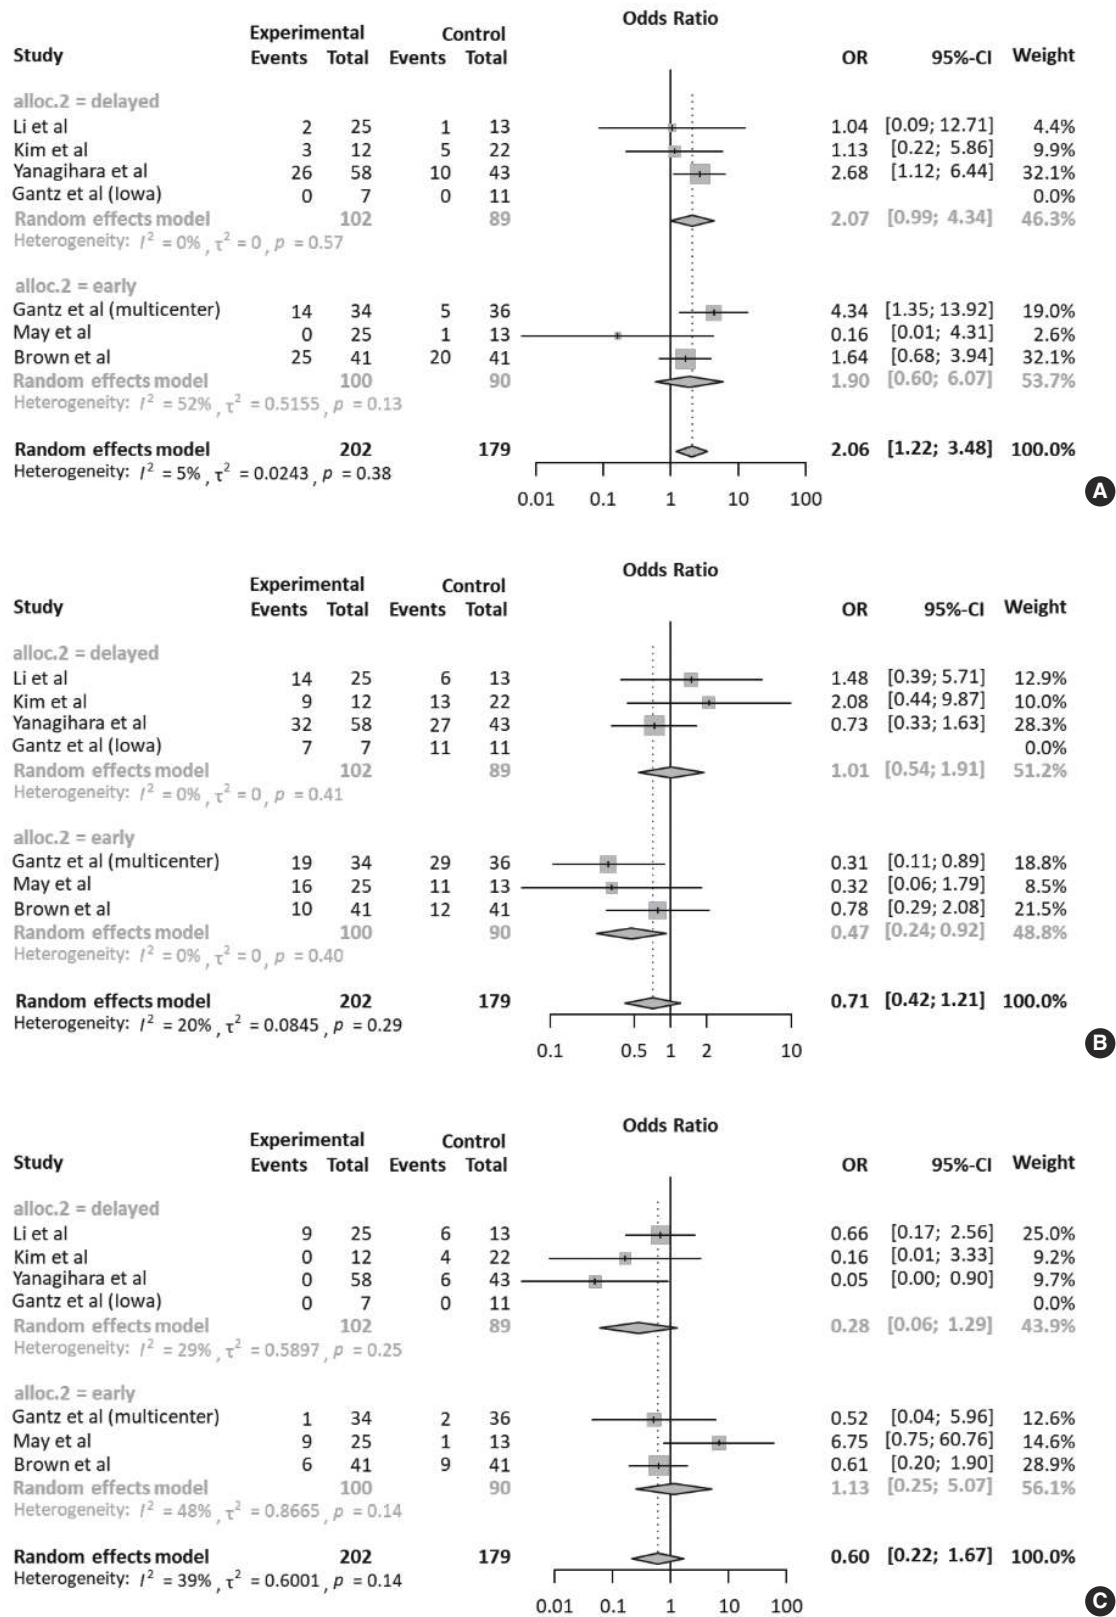 Odds Ratio
Experimental Control
Study Events Total Events Total OR 95%-CI Weight
alloc.2 = delayed
Li et al 2 25 1 13 1.04 [0.09; 12.71] 4.4%
Kim et al 3 12 5 22 1.13 [0.22; 5.86] 9.9%
Yanagihara et al 26 58 10 43 2.68 [1.12; 6.44] 32.1%
Gantz et al (Iowa) 0 7 0 11 0.0%
Random effects model 102 89 2.07 [0.99; 4.34] 46.3%
Heterogeneity: I² = 0%, τ² = 0, p = 0.57
alloc.2 = early
Gantz et al (multicenter) 14 34 5 36 4.34 [1.35; 13.92] 19.0%
May et al 0 25 1 13 0.16 [0.01; 4.31] 2.6%
Brown et al 25 41 20 41 1.64 [0.68; 3.94] 32.1%
Random effects model 100 90 1.90 [0.60; 6.07] 53.7%
Heterogeneity: I² = 52%, τ² = 0.5155, p = 0.13
Random effects model 202 179 2.06 [1.22; 3.48] 100.0%
Heterogeneity: I² = 5%, τ² = 0.0243, p = 0.38
0.01 0.1 1 10 100
A
Odds Ratio
Experimental Control
Study Events Total Events Total OR 95%-CI Weight
alloc.2 = delayed
Li et al 14 25 6 13 1.48 [0.39; 5.71] 12.9%
Kim et al 9 12 13 22 2.08 [0.44; 9.87] 10.0%
Yanagihara et al 32 58 27 43 0.73 [0.33; 1.63] 28.3%
Gantz et al (Iowa) 7 7 11 11 0.0%
Random effects model 102 89 1.01 [0.54; 1.91] 51.2%
Heterogeneity: I² = 0%, τ² = 0, p = 0.41
alloc.2 = early
Gantz et al (multicenter) 19 34 29 36 0.31 [0.11; 0.89] 18.8%
May et al 16 25 11 13 0.32 [0.06; 1.79] 8.5%
Brown et al 10 41 12 41 0.78 [0.29; 2.08] 21.5%
Random effects model 100 90 0.47 [0.24; 0.92] 48.8%
Heterogeneity: I² = 0%, τ² = 0, p = 0.40
Random effects model 202 179 0.71 [0.42; 1.21] 100.0%
Heterogeneity: I² = 20%, τ² = 0.0845, p = 0.29
0.1 0.5 1 2 10
B
Odds Ratio
Experimental Control
Study Events Total Events Total OR 95%-CI Weight
alloc.2 = delayed
Li et al 9 25 6 13 0.66 [0.17; 2.56] 25.0%
Kim et al 0 12 4 22 0.16 [0.01; 3.33] 9.2%
Yanagihara et al 0 58 6 43 0.05 [0.00; 0.90] 9.7%
Gantz et al (Iowa) 0 7 0 11 0.0%
Random effects model 102 89 0.28 [0.06; 1.29] 43.9%
Heterogeneity: I² = 29%, τ² = 0.5897, p = 0.25
alloc.2 = early
Gantz et al (multicenter) 1 34 2 36 0.52 [0.04; 5.96] 12.6%
May et al 9 25 1 13 6.75 [0.75; 60.76] 14.6%
Brown et al 6 41 9 41 0.61 [0.20; 1.90] 28.9%
Random effects model 100 90 1.13 [0.25; 5.07] 56.1%
Heterogeneity: I² = 48%, τ² = 0.8665, p = 0.14
Random effects model 202 179 0.60 [0.22; 1.67] 100.0%
Heterogeneity: I² = 39%, τ² = 0.6001, p = 0.14
0.01 0.1 1 10 100
C